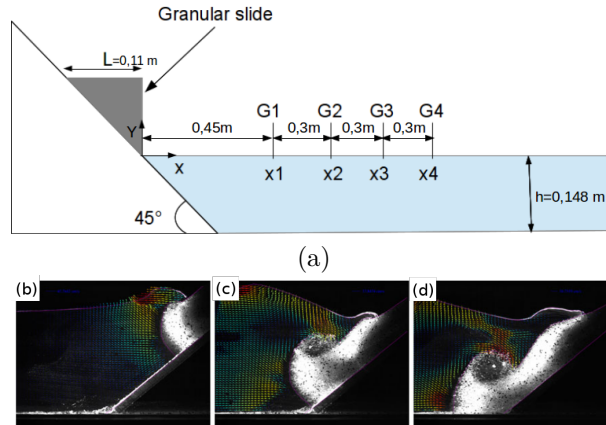 Granular slide
L=0,11 m
G1 G2 G3 G4
0,45m 0,3m 0,3m 0,3m
Y
x
x1 x2 x3 x4
h=0,148 m
45°
(a)
(b) (c) (d)